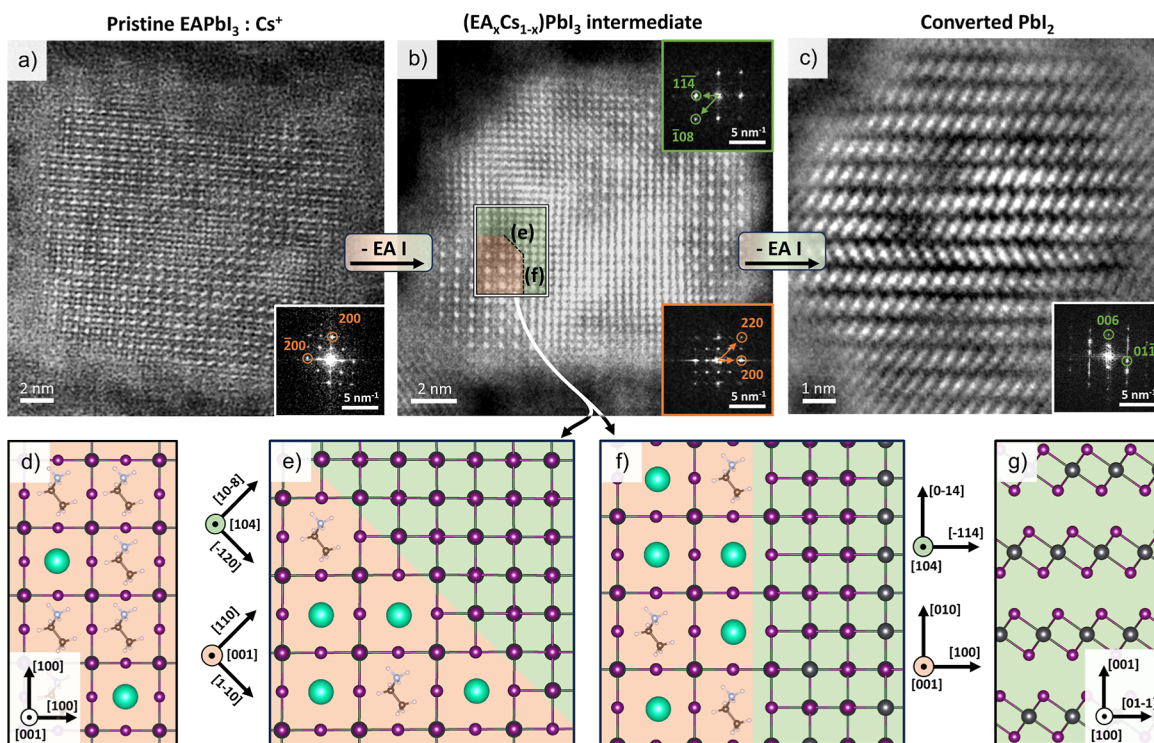 Pristine EAPbI₃ : Cs⁺
(EAₓCs₁₋ₓ)PbI₃ intermediate
Converted PbI₂
a)
2 nm
200
2̅00
5 nm⁻¹
- EA I
b)
(e)
(f)
2 nm
11̅4̅
1̅08
5 nm⁻¹
220
200
5 nm⁻¹
- EA I
c)
1 nm
006
011̅
5 nm⁻¹
d)
[100]
[100]
[001]
[10-8]
[104]
[-120]
[110]
[001]
[1-10]
e)
f)
[0-14]
[-114]
[104]
[010]
[100]
[001]
g)
[001]
[01-1]
[100]